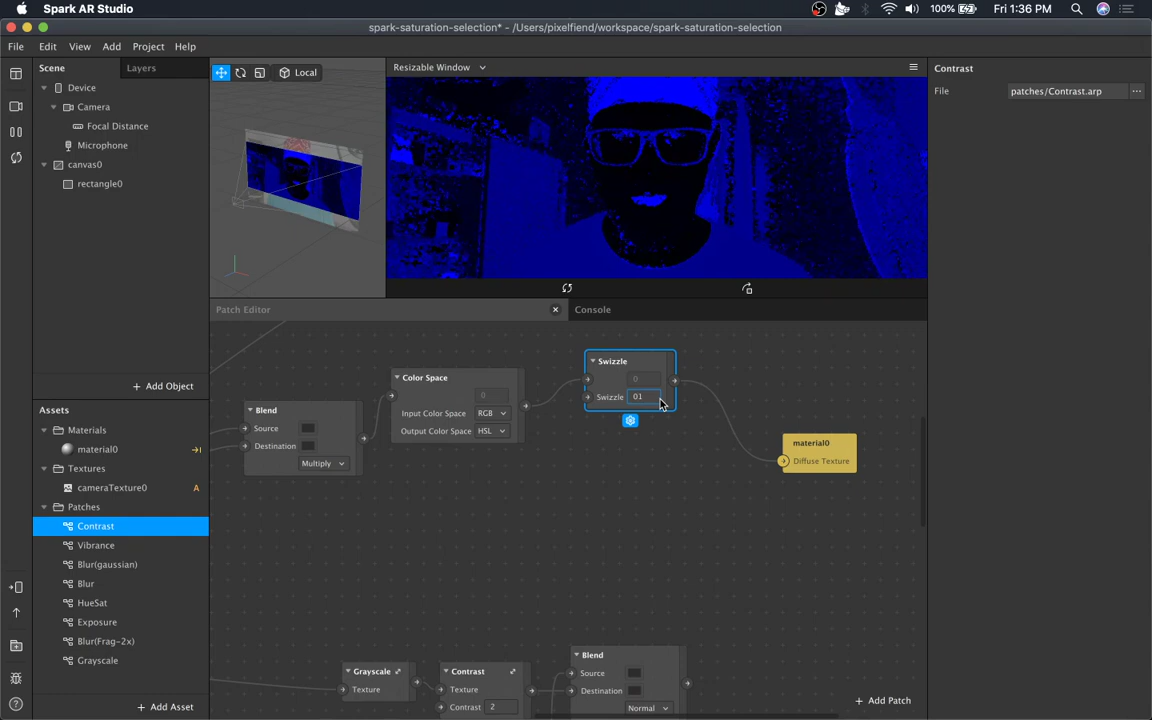 Spark AR Studio
100%
Fri 1:36 PM
spark-saturation-selection* - /Users/pixelfiend/workspace/spark-saturation-selection
File Edit View Add Project Help
Scene
Layers
Device
Camera
Focal Distance
Microphone
canvas0
rectangle0
+ Add Object
Assets
Materials
material0
Textures
cameraTexture0 A
Patches
Contrast
Vibrance
Blur(gaussian)
Blur
HueSat
Exposure
Blur(Frag-2x)
Grayscale
+ Add Asset
Local
Resizable Window
Patch Editor
Console
Blend
Source
Destination
Multiply
Color Space
0
Input Color Space RGB
Output Color Space HSL
Swizzle
0
Swizzle 01
material0
Diffuse Texture
Grayscale
Texture
Contrast
Texture
Contrast 2
Blend
Source
Destination
Normal
+ Add Patch
Contrast
File patches/Contrast.arp ...